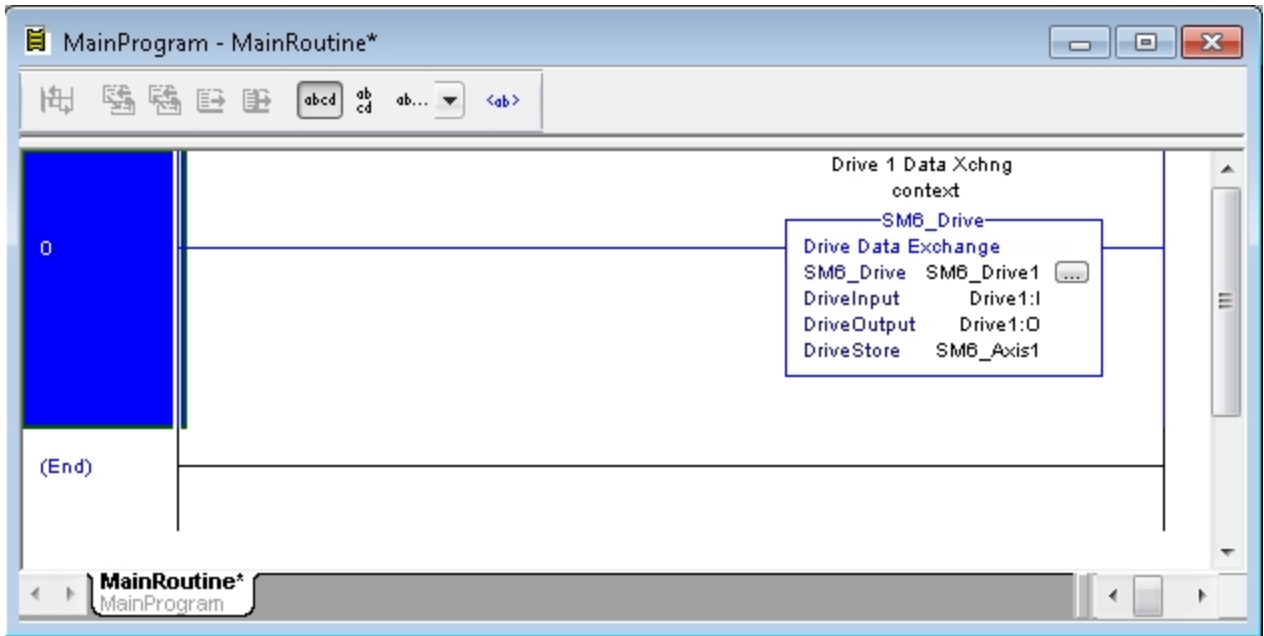 MainProgram - MainRoutine*
abcd ab cd ab... <ab>
Drive 1 Data Xchng
context
SM6_Drive
0 Drive Data Exchange
SM6_Drive SM6_Drive1 ...
DriveInput Drive1:I
DriveOutput Drive1:O
DriveStore SM6_Axis1
(End)
MainRoutine*
MainProgram